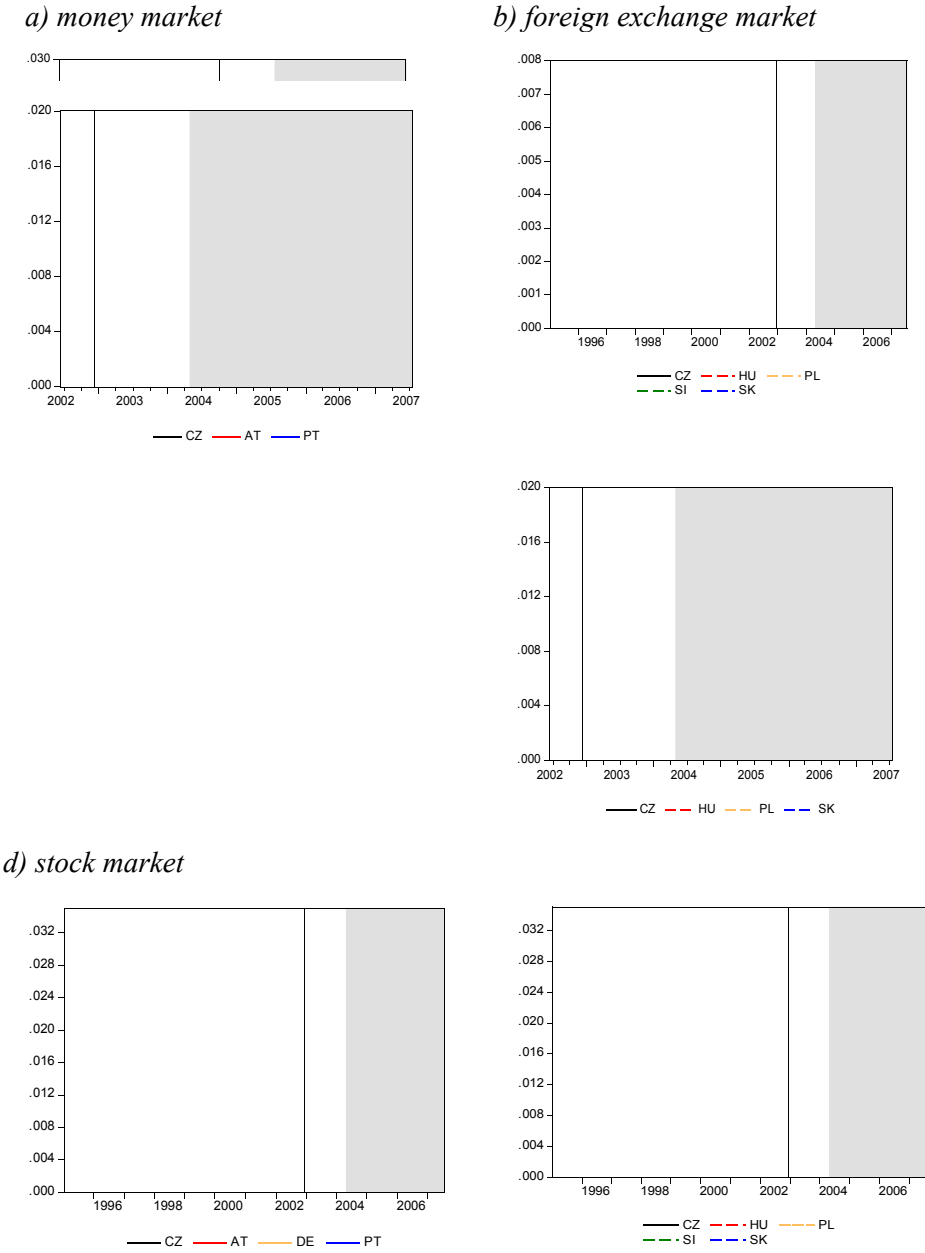 a) money market
b) foreign exchange market
.030
.020
.016
.012
.008
.004
.000
2002 2003 2004 2005 2006 2007
CZ AT PT
.008
.007
.006
.005
.004
.003
.002
.001
.000
1996 1998 2000 2002 2004 2006
CZ HU PL
SI SK
.020
.016
.012
.008
.004
.000
2002 2003 2004 2005 2006 2007
CZ HU PL SK
d) stock market
.032
.028
.024
.020
.016
.012
.008
.004
.000
1996 1998 2000 2002 2004 2006
CZ AT DE PT
.032
.028
.024
.020
.016
.012
.008
.004
.000
1996 1998 2000 2002 2004 2006
CZ HU PL
SI SK